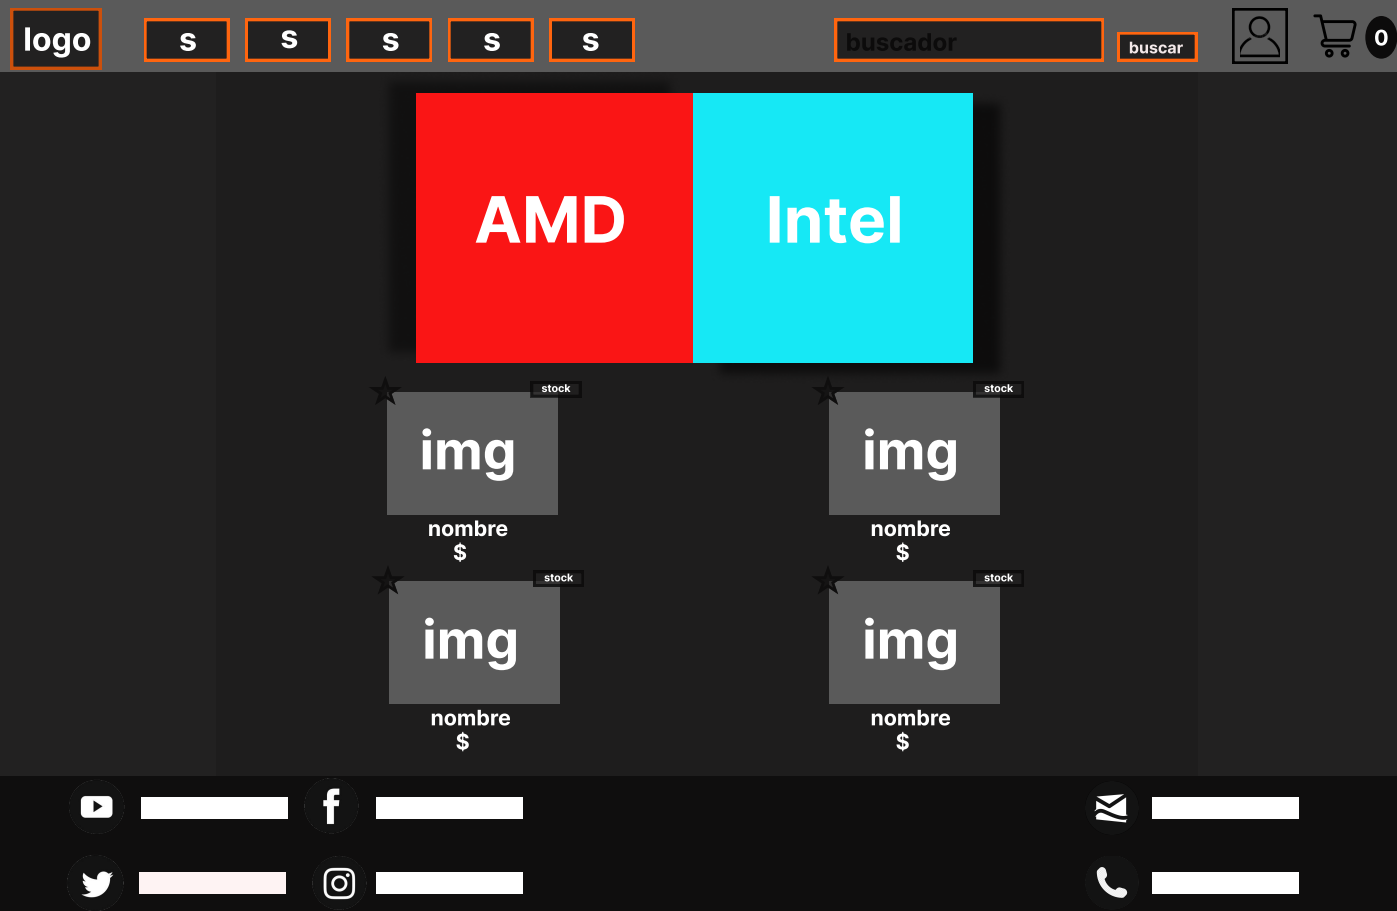 logo
s
s
s
s
s
buscador
buscar
0
AMD
Intel
stock
stock
img
img
nombre
$
nombre
$
stock
stock
img
img
nombre
$
nombre
$